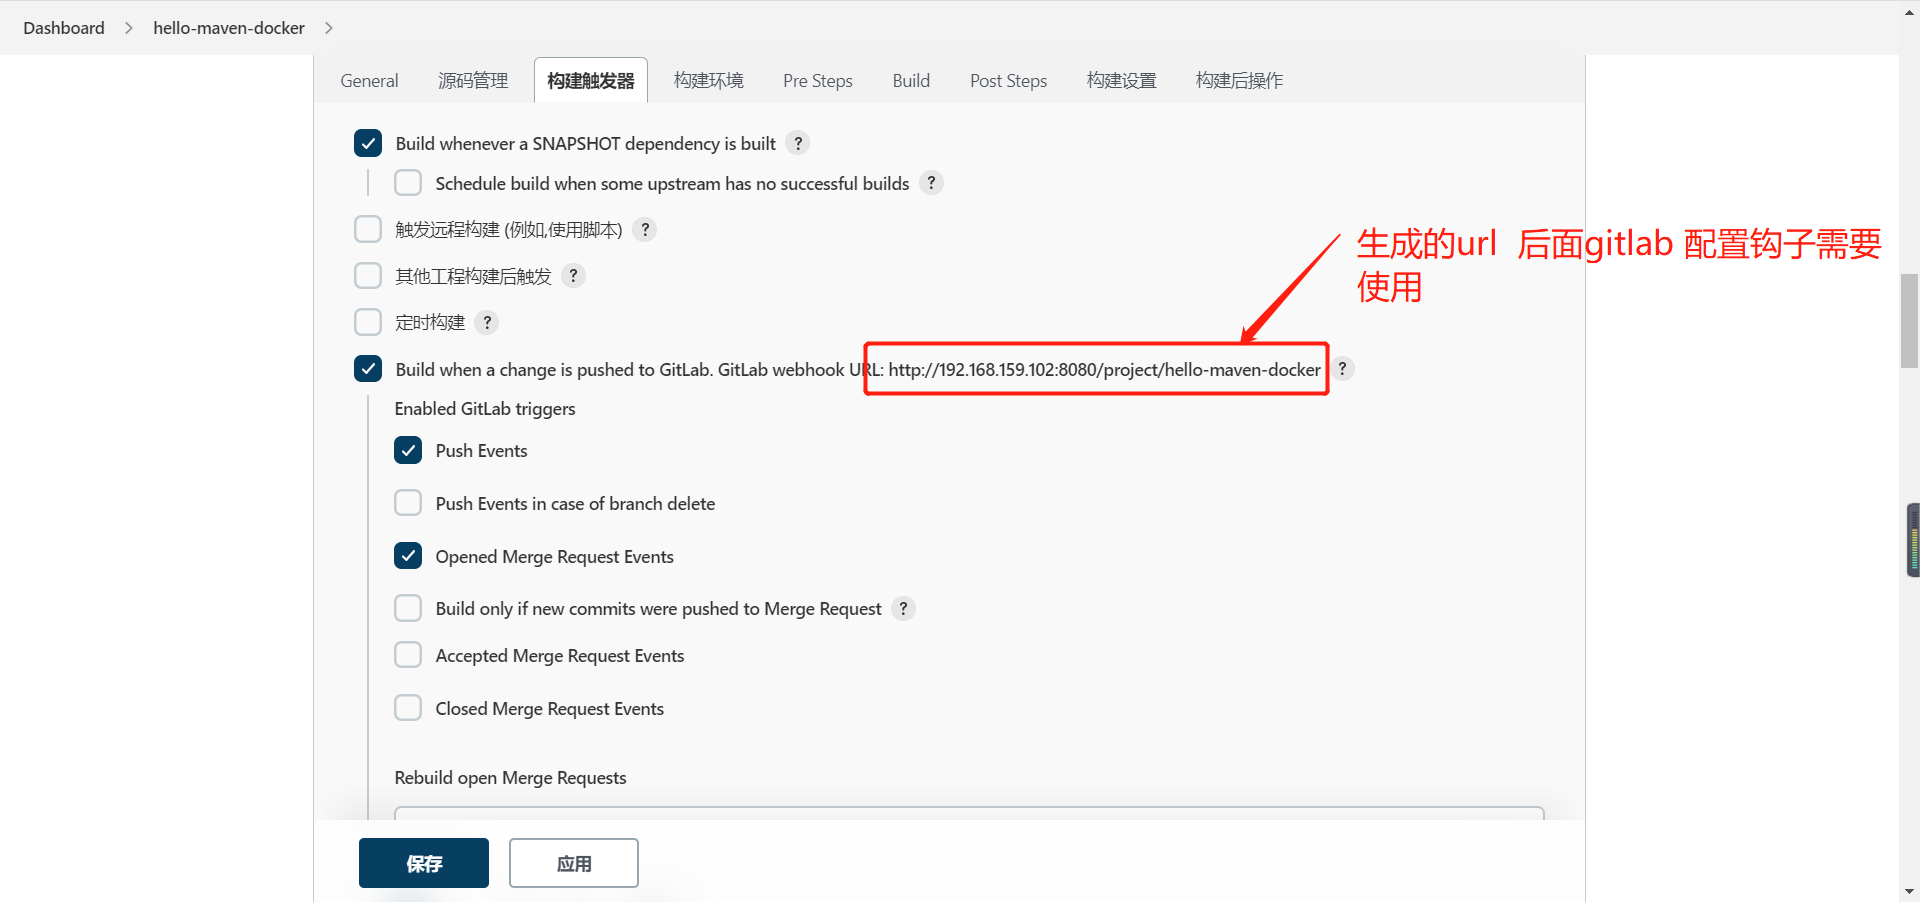 Dashboard > hello-maven-docker >
General 源码管理 构建触发器 构建环境 Pre Steps Build Post Steps 构建设置 构建后操作
Build whenever a SNAPSHOT dependency is built ?
Schedule build when some upstream has no successful builds ?
触发远程构建 (例如,使用脚本) ?
生成的url 后面gitlab 配置钩子需要
使用
其他工程构建后触发 ?
定时构建 ?
Build when a change is pushed to GitLab. GitLab webhook URL: http://192.168.159.102:8080/project/hello-maven-docker ?
Enabled GitLab triggers
Push Events
Push Events in case of branch delete
Opened Merge Request Events
Build only if new commits were pushed to Merge Request ?
Accepted Merge Request Events
Closed Merge Request Events
Rebuild open Merge Requests
保存 应用